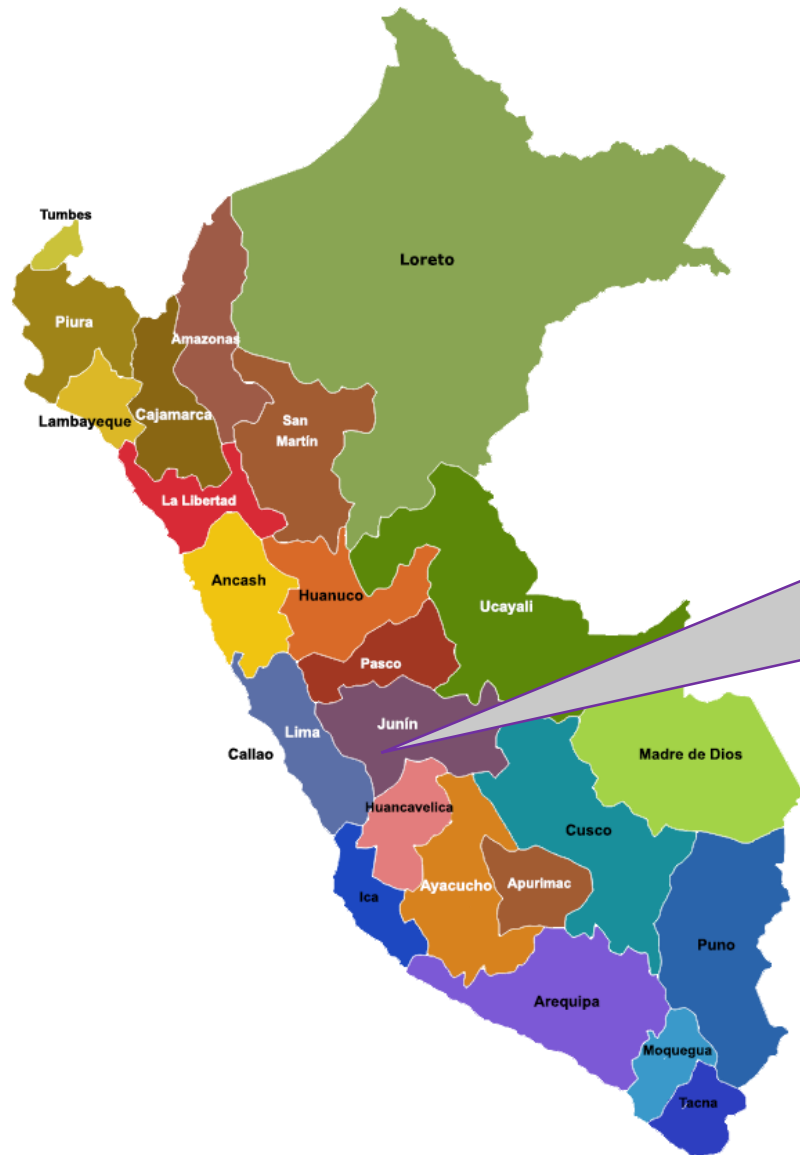 Tumbes
Loreto
Piura
Amazonas
Lambayeque
Cajamarca
San
Martín
La Libertad
Ancash
Huanuco
Ucayali
Pasco
Junín
Lima
Callao
Madre de Dios
Huancavelica
Cusco
Ayacucho
Apurimac
Ica
Puno
Arequipa
Moquegua
Tacna